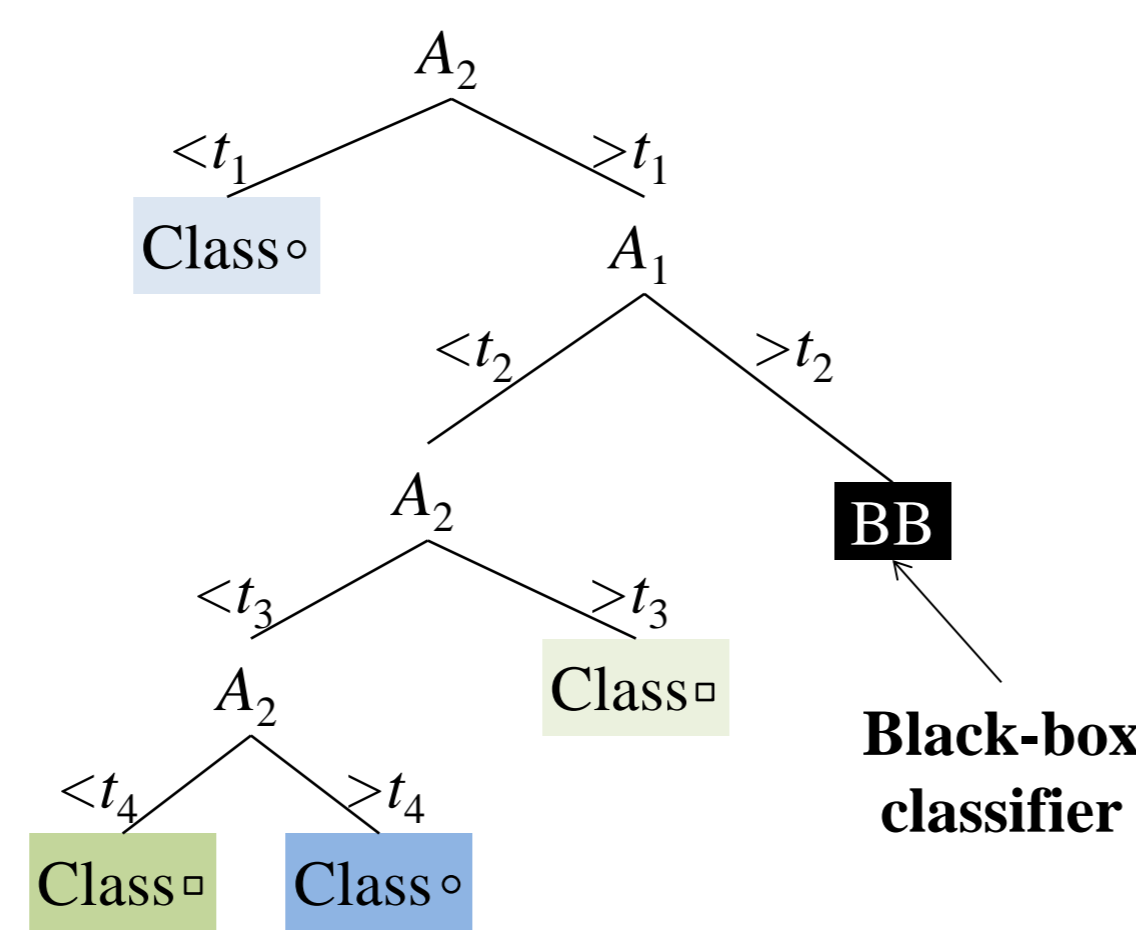 A₂
<t₁ >t₁
Class○
A₁
<t₂ >t₂
A₂
BB
<t₃ >t₃
A₂
Class□
Black-box
classifier
<t₄ >t₄
Class□ Class○